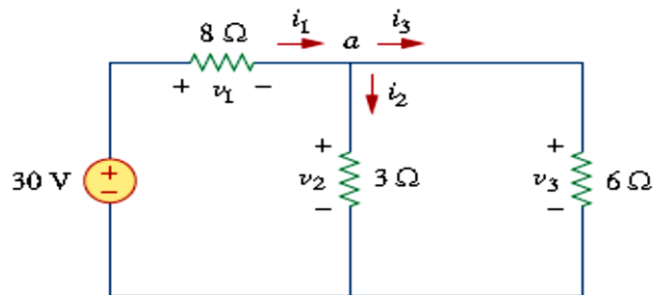 8 Ω i₁ a i₃
+ v₁ −
i₂
30 V + − + v₂ − 3 Ω + v₃ − 6 Ω